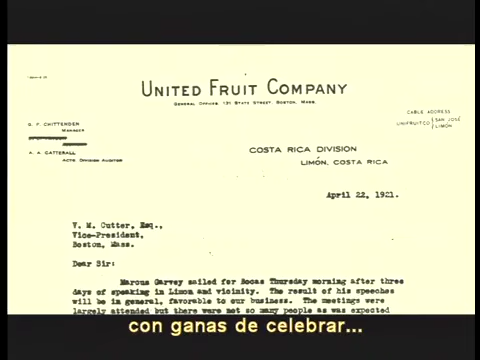 UNITED FRUIT COMPANY
GENERAL OFFICES, 131 STATE STREET, BOSTON, MASS.
CABLE ADDRESS
UNIFRUITCO SAN JOSÉ
LIMÓN
G. P. CHITTENDEN
MANAGER
ACTG DIVISION AUDITOR
COSTA RICA DIVISION
LIMÓN, COSTA RICA
April 22, 1921.
V. M. Cutter, Esq.,
Vice-President,
Boston, Mass.
Dear Sir:
Marcus Garvey sailed for Bocas Thursday morning after three
days of speaking in Limon and vicinity. The result of his speeches
will be in general, favorable to our business. The meetings were
largely attended but there were not so many people as was expected
con ganas de celebrar...